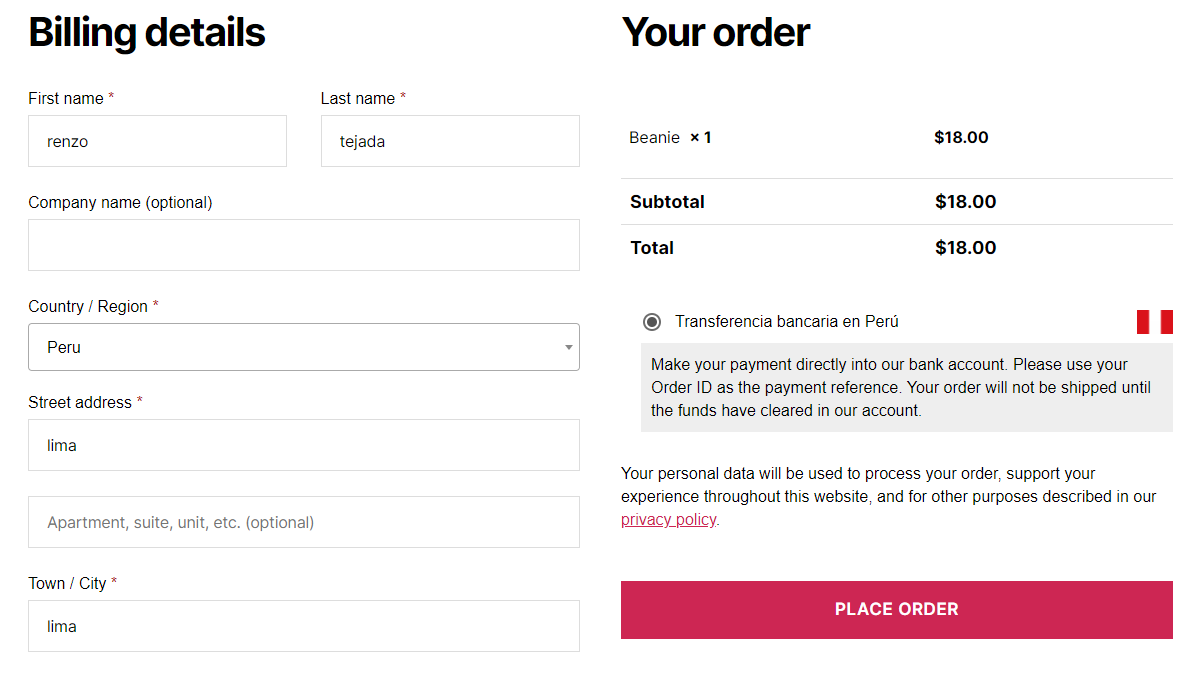 Billing details
First name *
Last name *
renzo
tejada
Company name (optional)
Country / Region *
Peru
Street address *
lima
Apartment, suite, unit, etc. (optional)
Town / City *
lima
Your order
Beanie × 1 $18.00
Subtotal $18.00
Total $18.00
Transferencia bancaria en Perú
Make your payment directly into our bank account. Please use your
Order ID as the payment reference. Your order will not be shipped until
the funds have cleared in our account.
Your personal data will be used to process your order, support your
experience throughout this website, and for other purposes described in our
privacy policy.
PLACE ORDER